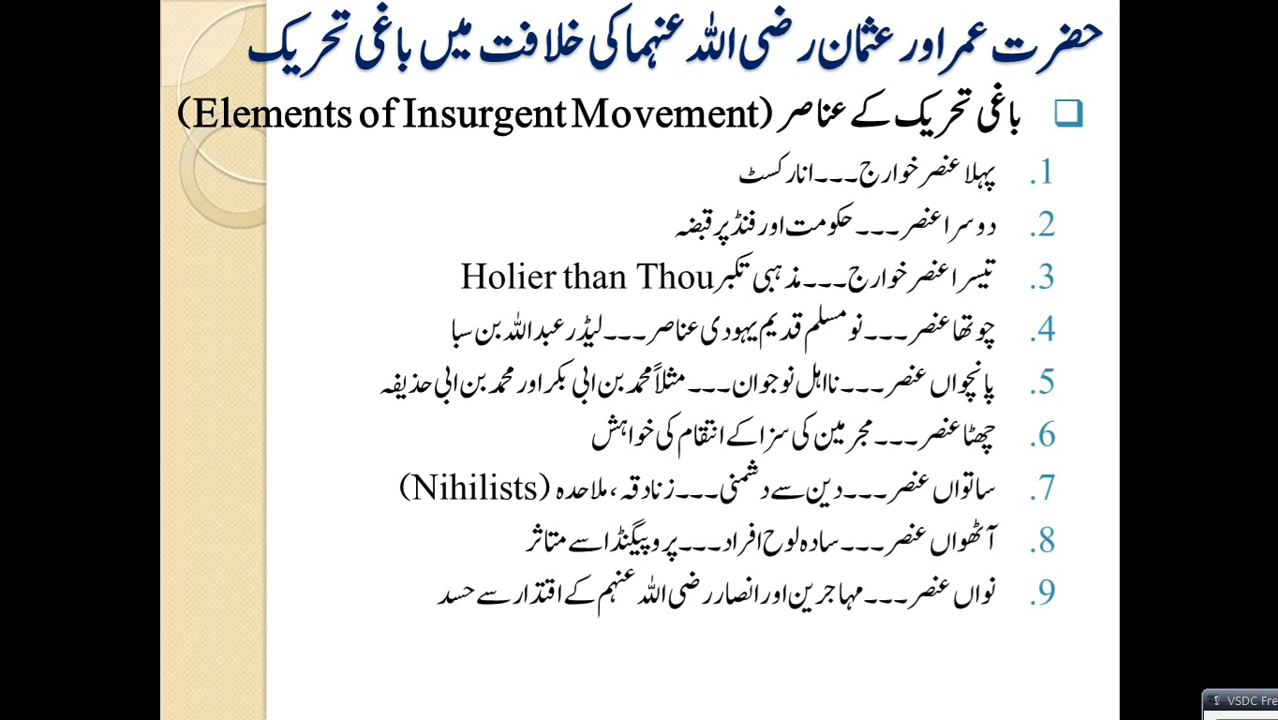 حضرت عمر اور عثمان رضی اللہ عنہما کی خلافت میں باغی تحریک
❑ باغی تحریک کے عناصر (Elements of Insurgent Movement)
1. پہلا عنصر خوارج۔۔۔انارکسٹ
2. دوسرا عنصر۔۔۔حکومت اور فنڈ پر قبضہ
3. تیسرا عنصر خوارج۔۔۔مذہبی تکبر Holier than Thou
4. چوتھا عنصر۔۔۔نو مسلم قدیم یہودی عناصر۔۔۔لیڈر عبداللہ بن سبا
5. پانچواں عنصر۔۔۔نااہل نوجوان۔۔۔مثلاً محمد بن ابی بکر اور محمد بن ابی حذیفہ
6. چھٹا عنصر۔۔۔مجرمین کی سزا کے انتقام کی خواہش
7. ساتواں عنصر۔۔۔دین سے دشمنی۔۔۔زنادقہ، ملاحدہ (Nihilists)
8. آٹھواں عنصر۔۔۔سادہ لوح افراد۔۔۔پروپیگنڈا سے متاثر
9. نواں عنصر۔۔۔مہاجرین اور انصار رضی اللہ عنہم کے اقتدار سے حسد
VSDC Fre